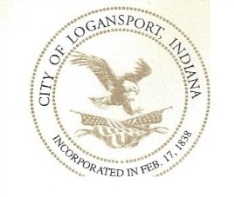 CITY OF LOGANSPORT, INDIANA
INCORPORATED IN FEB. 17, 1838